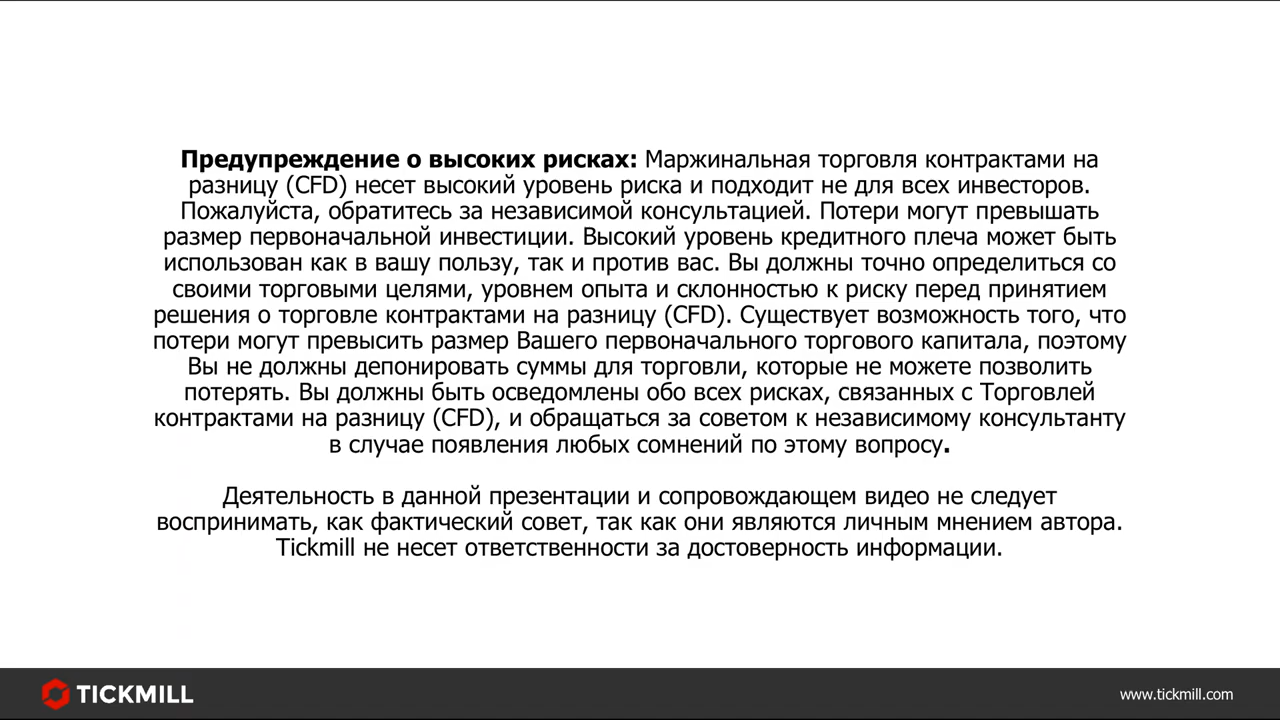 Предупреждение о высоких рисках: Маржинальная торговля контрактами на
разницу (CFD) несет высокий уровень риска и подходит не для всех инвесторов.
Пожалуйста, обратитесь за независимой консультацией. Потери могут превышать
размер первоначальной инвестиции. Высокий уровень кредитного плеча может быть
использован как в вашу пользу, так и против вас. Вы должны точно определиться со
своими торговыми целями, уровнем опыта и склонностью к риску перед принятием
решения о торговле контрактами на разницу (CFD). Существует возможность того, что
потери могут превысить размер Вашего первоначального торгового капитала, поэтому
Вы не должны депонировать суммы для торговли, которые не можете позволить
потерять. Вы должны быть осведомлены обо всех рисках, связанных с Торговлей
контрактами на разницу (CFD), и обращаться за советом к независимому консультанту
в случае появления любых сомнений по этому вопросу.
Деятельность в данной презентации и сопровождающем видео не следует
воспринимать, как фактический совет, так как они являются личным мнением автора.
Tickmill не несет ответственности за достоверность информации.
TICKMILL
www.tickmill.com